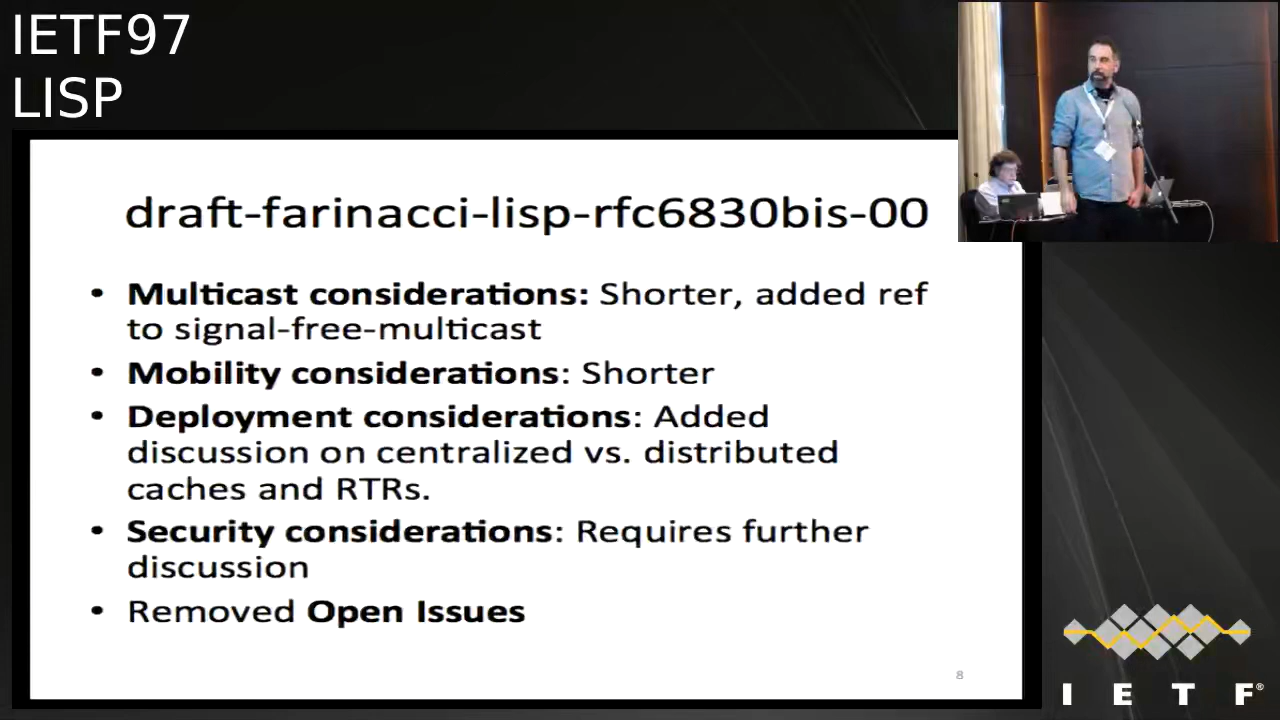 IETF97
LISP
draft-farinacci-lisp-rfc6830bis-00
• Multicast considerations: Shorter, added ref
to signal-free-multicast
• Mobility considerations: Shorter
• Deployment considerations: Added
discussion on centralized vs. distributed
caches and RTRs.
• Security considerations: Requires further
discussion
• Removed Open Issues
8
I E T F®